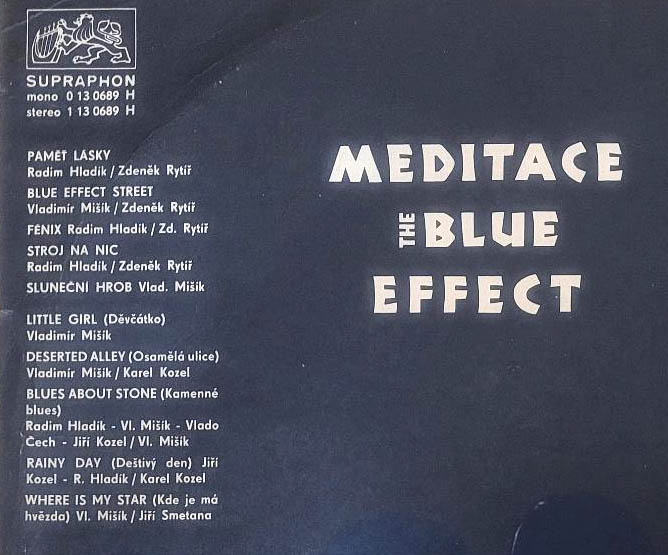 SUPRAPHON
mono 0 13 0689 H
stereo 1 13 0689 H
PAMĚŤ LÁSKY
Radim Hladík / Zdeněk Rytíř
BLUE EFFECT STREET
Vladimír Mišík / Zdeněk Rytíř
FÉNIX Radim Hladík / Zd. Rytíř
STROJ NA NIC
Radim Hladík / Zdeněk Rytíř
SLUNEČNÍ HROB Vlad. Mišík
LITTLE GIRL (Děvčátko)
Vladimír Mišík
DESERTED ALLEY (Osamělá ulice)
Vladimír Mišík / Karel Kozel
BLUES ABOUT STONE (Kamenné
blues)
Radim Hladík - Vl. Mišík - Vlado
Čech - Jiří Kozel / Vl. Mišík
RAINY DAY (Deštivý den) Jiří
Kozel - R. Hladík / Karel Kozel
WHERE IS MY STAR (Kde je má
hvězda) Vl. Mišík / Jiří Smetana
MEDITACE
THE BLUE
EFFECT